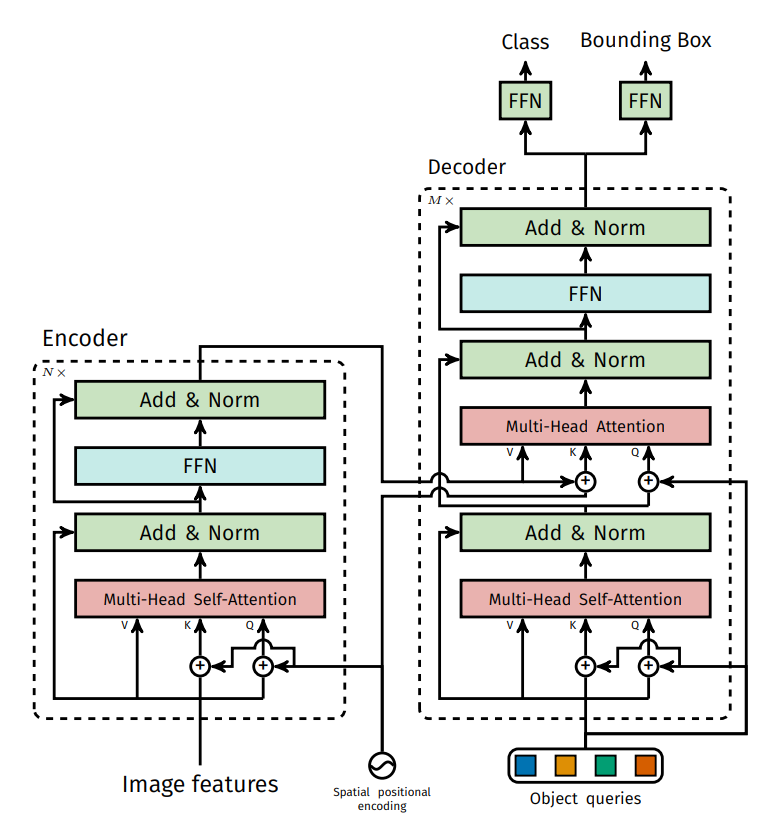 Class
Bounding Box
FFN
FFN
Decoder
M×
Add & Norm
FFN
Add & Norm
Multi-Head Attention
V
K
Q
+
+
Add & Norm
Multi-Head Self-Attention
V
K
Q
+
+
Object queries
Encoder
N×
Add & Norm
FFN
Add & Norm
Multi-Head Self-Attention
V
K
Q
+
+
Image features
Spatial positional
encoding